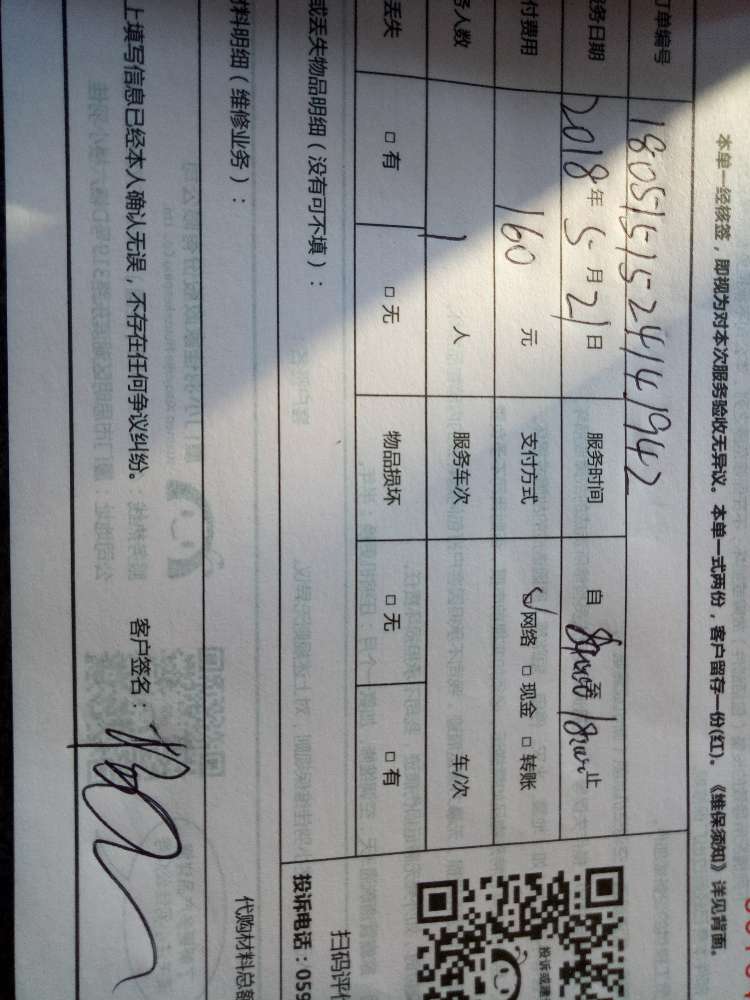 本单一经核签，即视为对本次服务验收无异议。本单一式两份，客户留存一份(红)。《维保须知》详见背面。
订单编号 1805151524141942
服务日期 2018年5月21日 服务时间 自 至 止
付费用 160 元 支付方式 ☑网络 □现金 □转账
务人数 1 人 服务车次 车/次
丢失 □有 □无 物品损坏 □无 □有
或丢失物品明细（没有可不填）：
扫码评价
投诉电话：059
料明细（维修业务）：
代购材料总额
上填写信息已经本人确认无误，不存在任何争议纠纷。 客户签名：